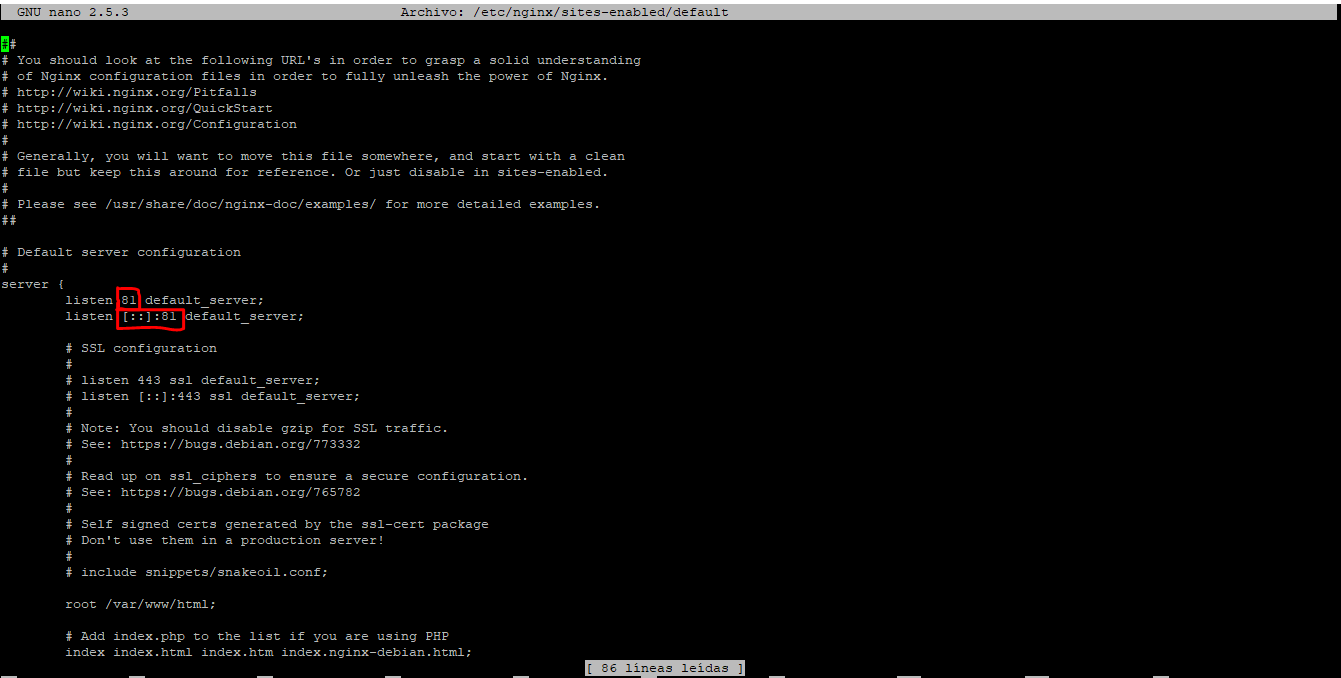 GNU nano 2.5.3 Archivo: /etc/nginx/sites-enabled/default
##
# You should look at the following URL's in order to grasp a solid understanding
# of Nginx configuration files in order to fully unleash the power of Nginx.
# http://wiki.nginx.org/Pitfalls
# http://wiki.nginx.org/QuickStart
# http://wiki.nginx.org/Configuration
#
# Generally, you will want to move this file somewhere, and start with a clean
# file but keep this around for reference. Or just disable in sites-enabled.
#
# Please see /usr/share/doc/nginx-doc/examples/ for more detailed examples.
##
# Default server configuration
#
server {
listen 81 default_server;
listen [::]:81 default_server;
# SSL configuration
#
# listen 443 ssl default_server;
# listen [::]:443 ssl default_server;
#
# Note: You should disable gzip for SSL traffic.
# See: https://bugs.debian.org/773332
#
# Read up on ssl_ciphers to ensure a secure configuration.
# See: https://bugs.debian.org/765782
#
# Self signed certs generated by the ssl-cert package
# Don't use them in a production server!
#
# include snippets/snakeoil.conf;
root /var/www/html;
# Add index.php to the list if you are using PHP
index index.html index.htm index.nginx-debian.html;
[ 86 líneas leídas ]